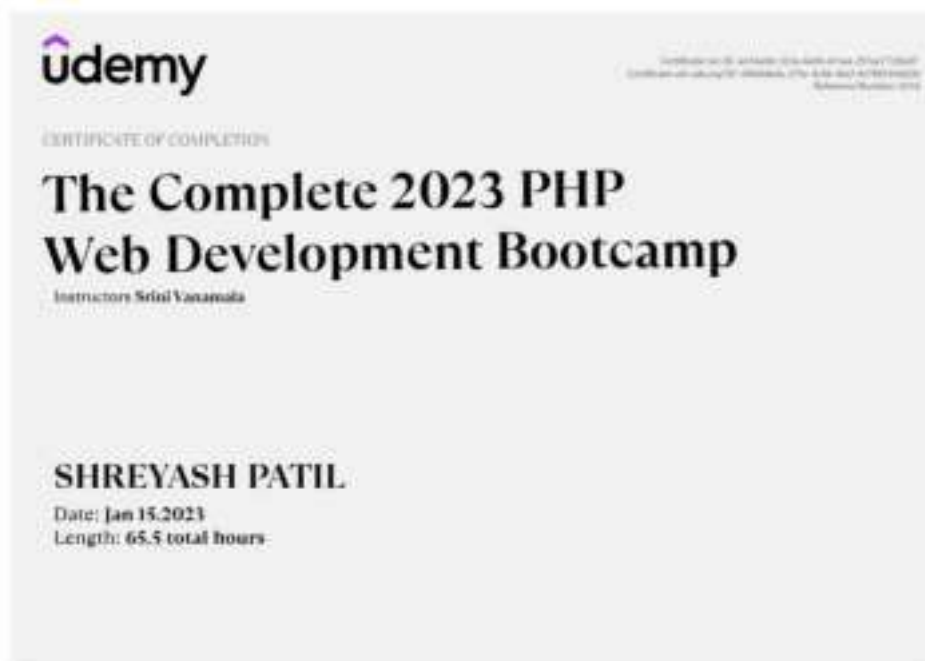 udemy
CERTIFICATE OF COMPLETION
The Complete 2023 PHP
Web Development Bootcamp
Instructors Srini Vanamala
SHREYASH PATIL
Date: Jan 15.2023
Length: 65.5 total hours